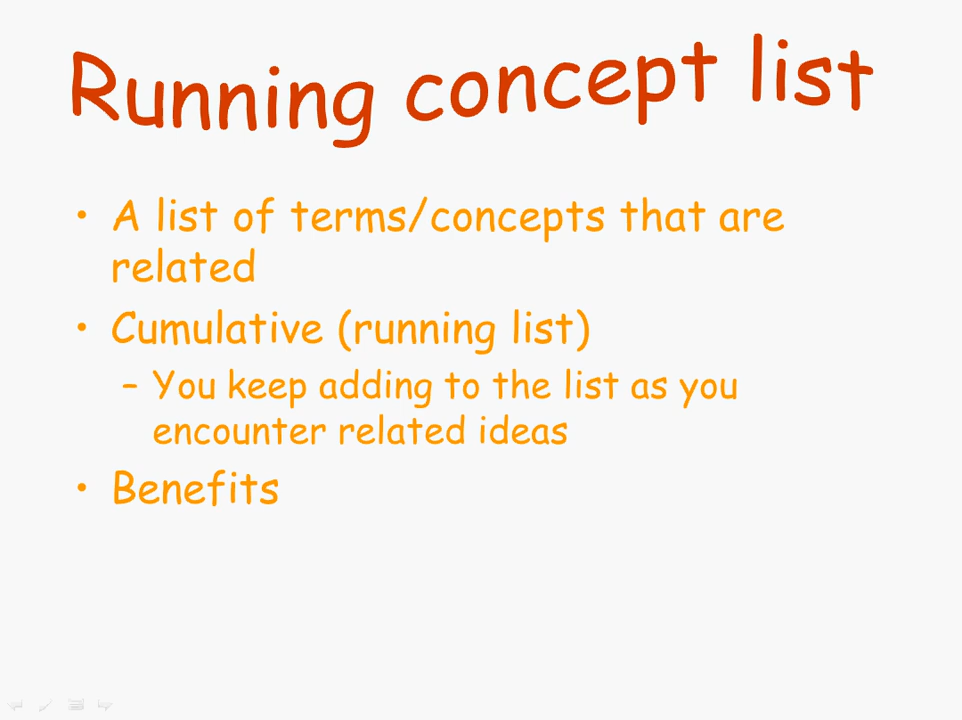 Running concept list
• A list of terms/concepts that are
related
• Cumulative (running list)
– You keep adding to the list as you
encounter related ideas
• Benefits